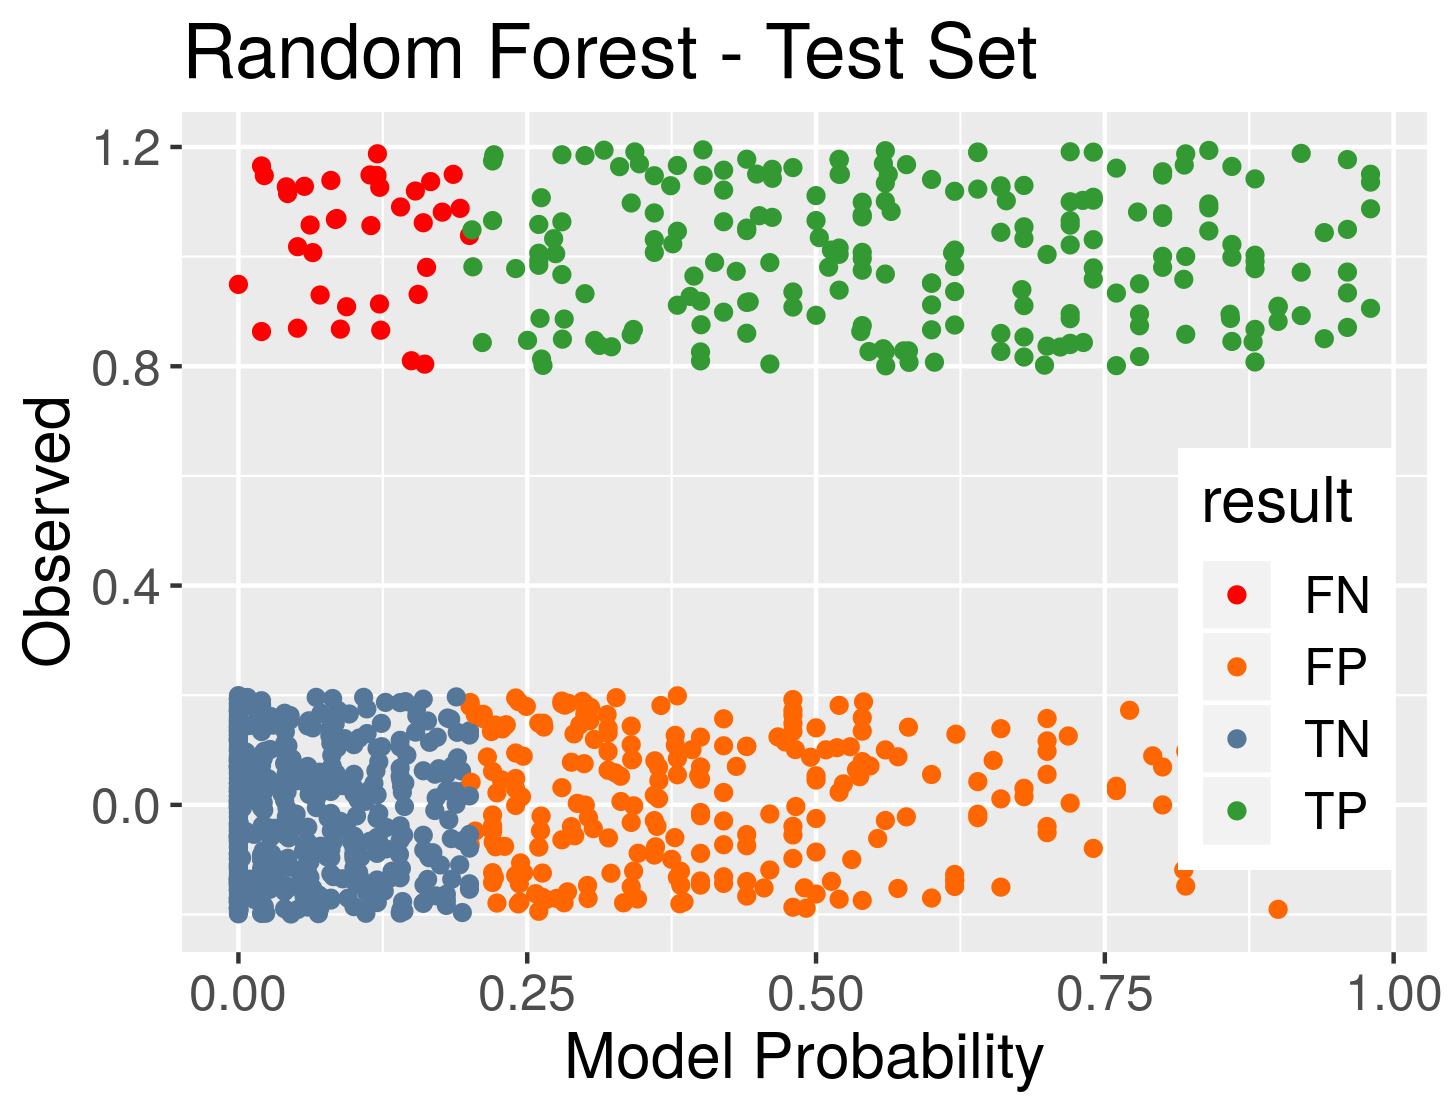 Random Forest - Test Set
1.2
0.8
0.4
0.0
Observed
result
FN
FP
TN
TP
0.00 0.25 0.50 0.75 1.00
Model Probability